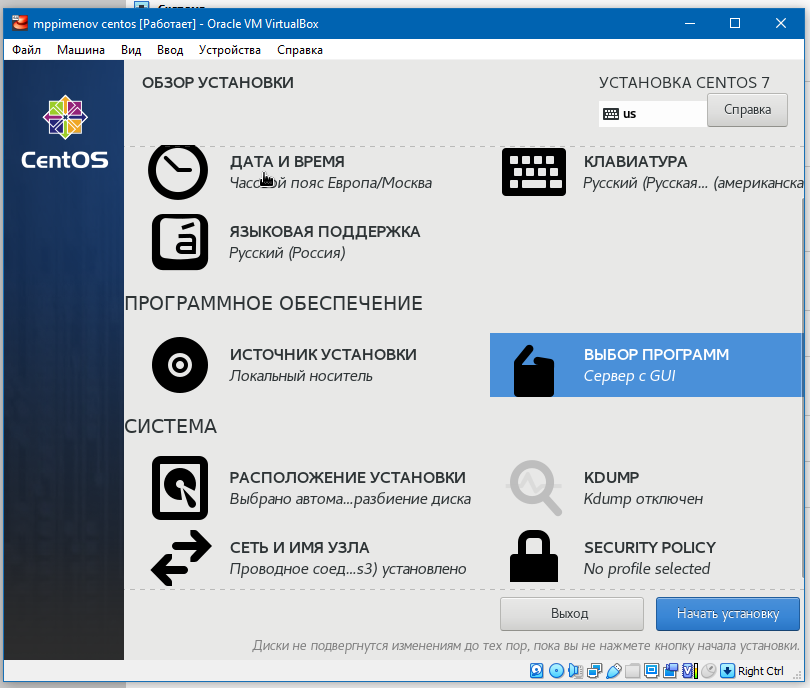 mppimenov centos [Работает] - Oracle VM VirtualBox
Файл Машина Вид Ввод Устройства Справка
ОБЗОР УСТАНОВКИ
УСТАНОВКА CENTOS 7
us
Справка
CentOS
ДАТА И ВРЕМЯ
Часовой пояс Европа/Москва
КЛАВИАТУРА
Русский (Русская... (американска
ЯЗЫКОВАЯ ПОДДЕРЖКА
Русский (Россия)
ПРОГРАММНОЕ ОБЕСПЕЧЕНИЕ
ИСТОЧНИК УСТАНОВКИ
Локальный носитель
ВЫБОР ПРОГРАММ
Сервер с GUI
СИСТЕМА
РАСПОЛОЖЕНИЕ УСТАНОВКИ
Выбрано автома...разбиение диска
KDUMP
Kdump отключен
СЕТЬ И ИМЯ УЗЛА
Проводное соед...s3) установлено
SECURITY POLICY
No profile selected
Выход
Начать установку
Диски не подвергнутся изменениям до тех пор, пока вы не нажмете кнопку начала установки.
Right Ctrl